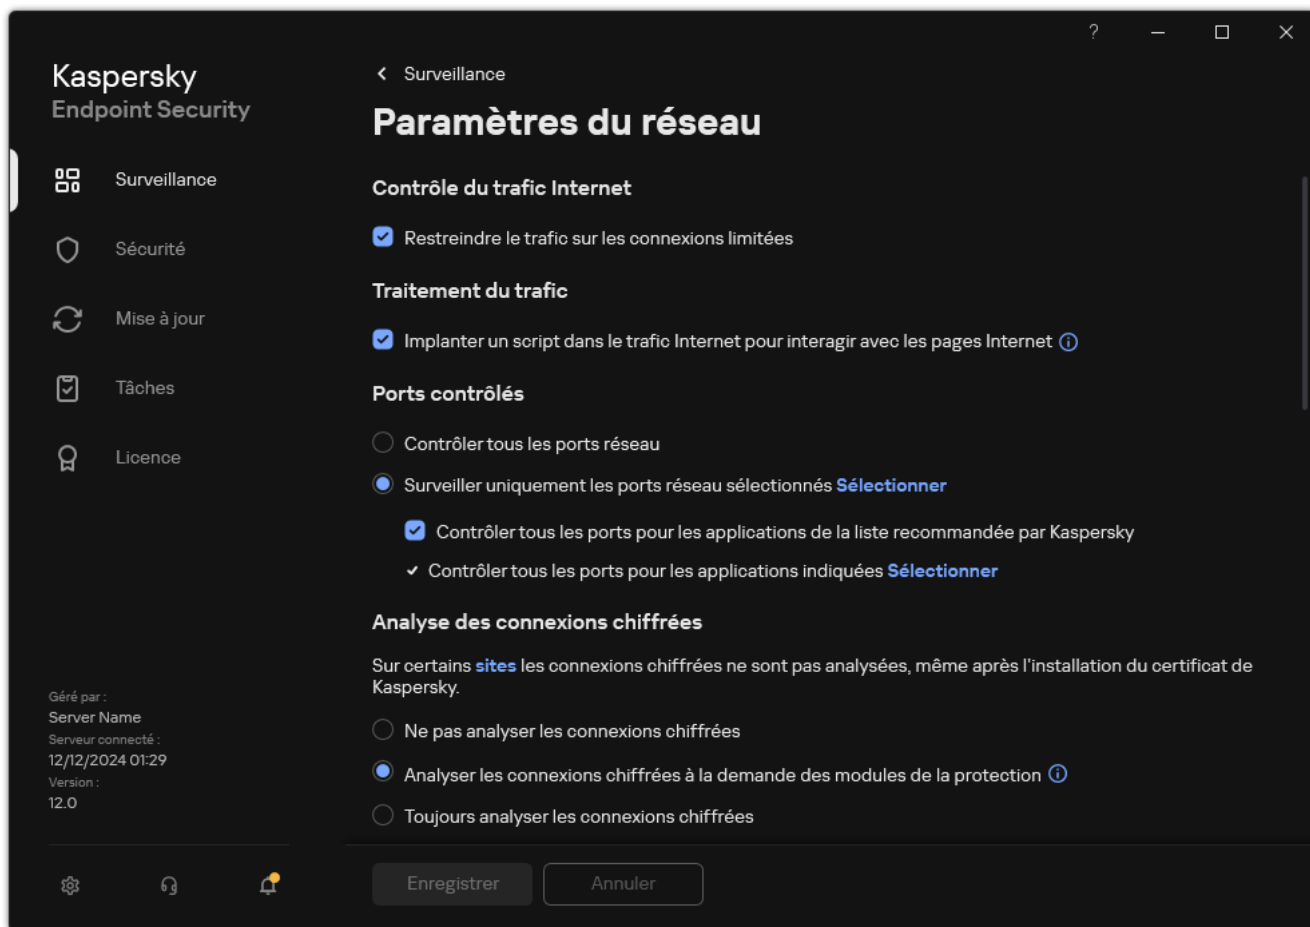 ?
Kaspersky
Endpoint Security
Surveillance
Sécurité
Mise à jour
Tâches
Licence
Géré par :
Server Name
Serveur connecté :
12/12/2024 01:29
Version :
12.0
Surveillance
Paramètres du réseau
Contrôle du trafic Internet
Restreindre le trafic sur les connexions limitées
Traitement du trafic
Implanter un script dans le trafic Internet pour interagir avec les pages Internet
Ports contrôlés
Contrôler tous les ports réseau
Surveiller uniquement les ports réseau sélectionnés Sélectionner
Contrôler tous les ports pour les applications de la liste recommandée par Kaspersky
Contrôler tous les ports pour les applications indiquées Sélectionner
Analyse des connexions chiffrées
Sur certains sites les connexions chiffrées ne sont pas analysées, même après l'installation du certificat de
Kaspersky.
Ne pas analyser les connexions chiffrées
Analyser les connexions chiffrées à la demande des modules de la protection
Toujours analyser les connexions chiffrées
Enregistrer
Annuler